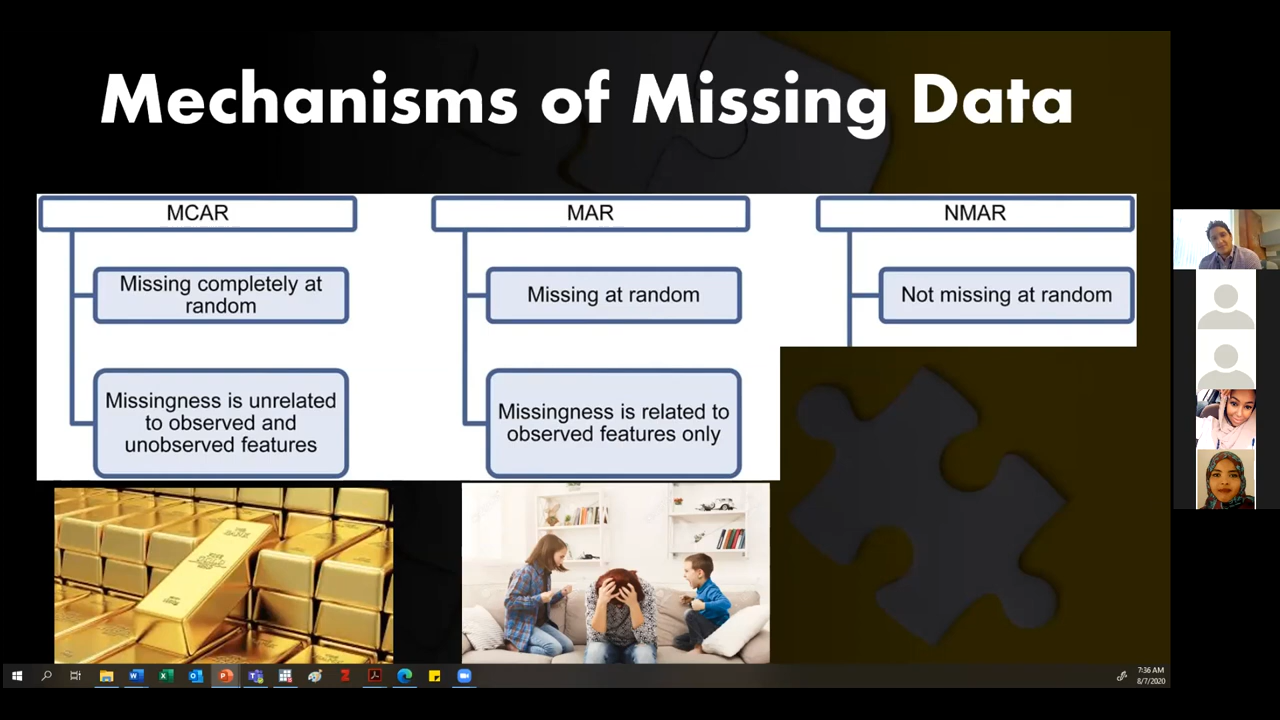 Mechanisms of Missing Data
MCAR
Missing completely at
random
Missingness is unrelated
to observed and
unobserved features
MAR
Missing at random
Missingness is related to
observed features only
NMAR
Not missing at random
7:36 AM
8/7/2020